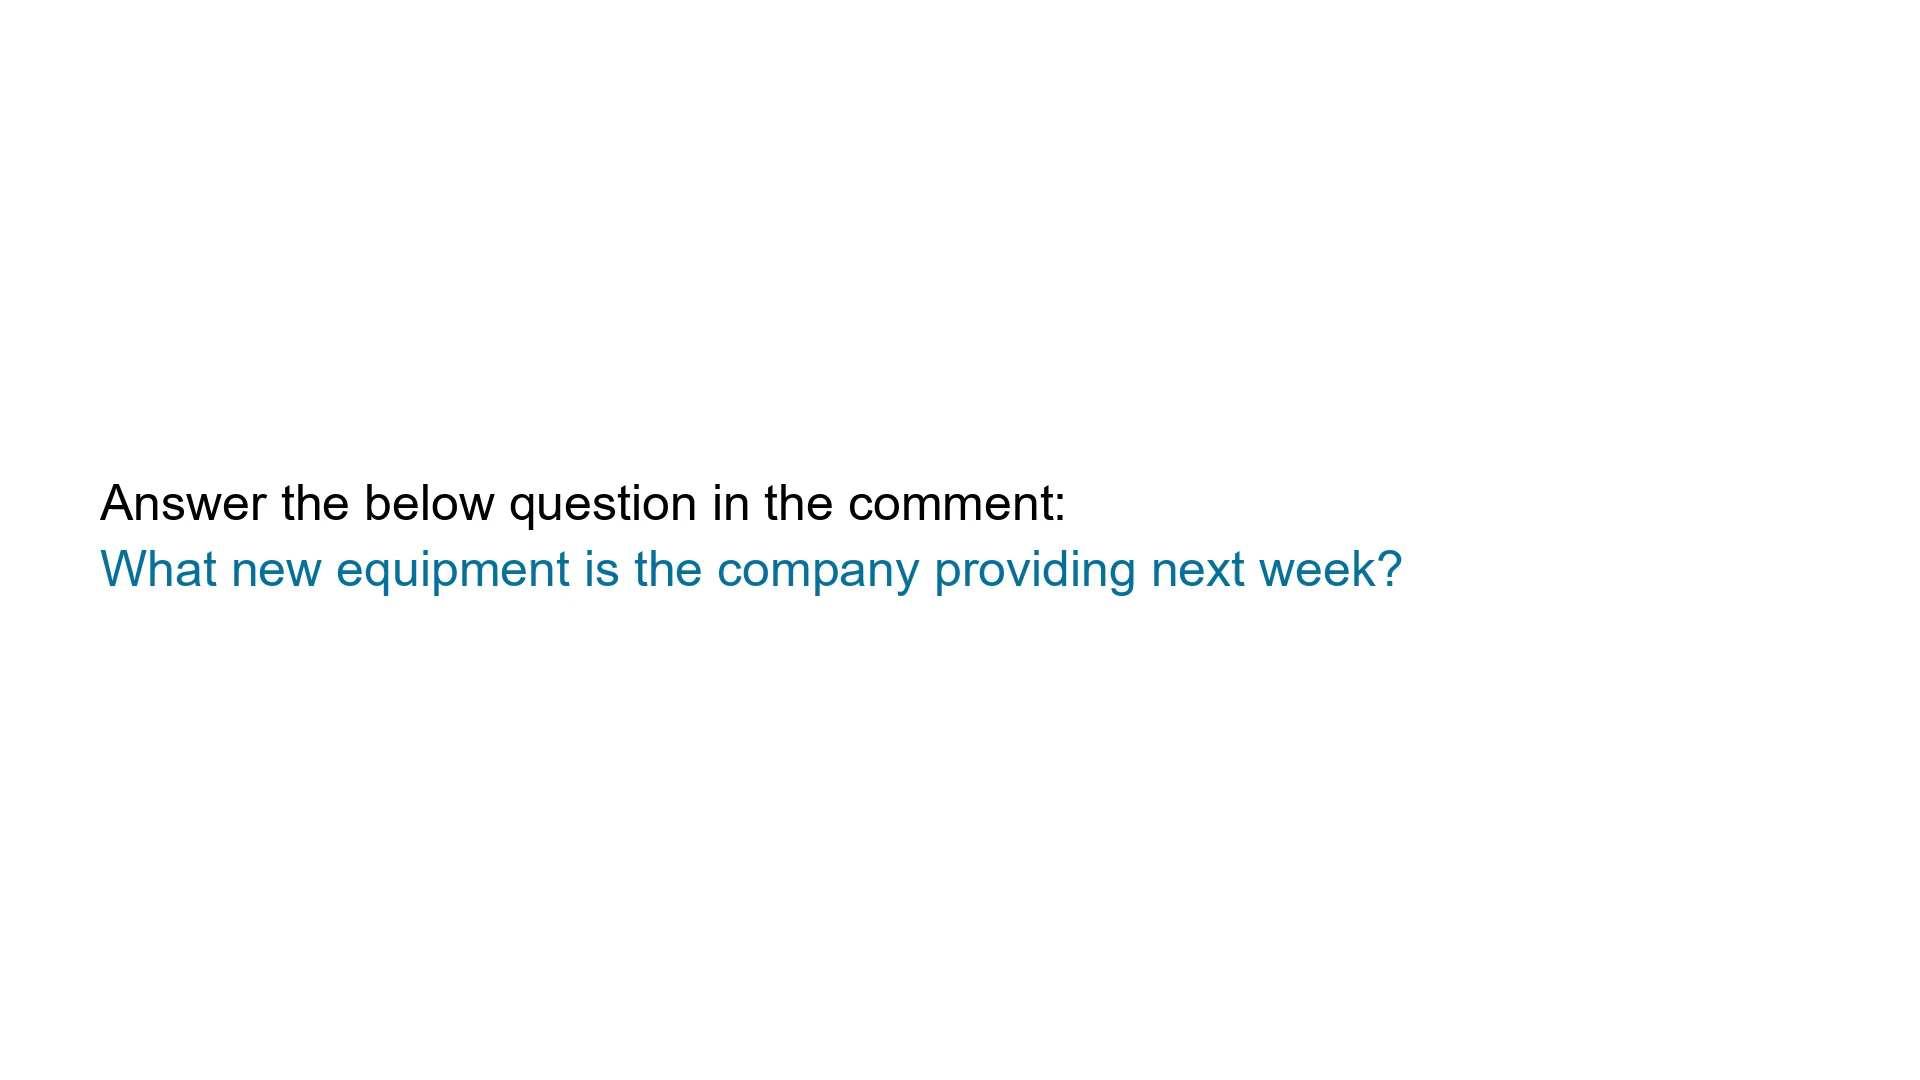 Answer the below question in the comment:
What new equipment is the company providing next week?